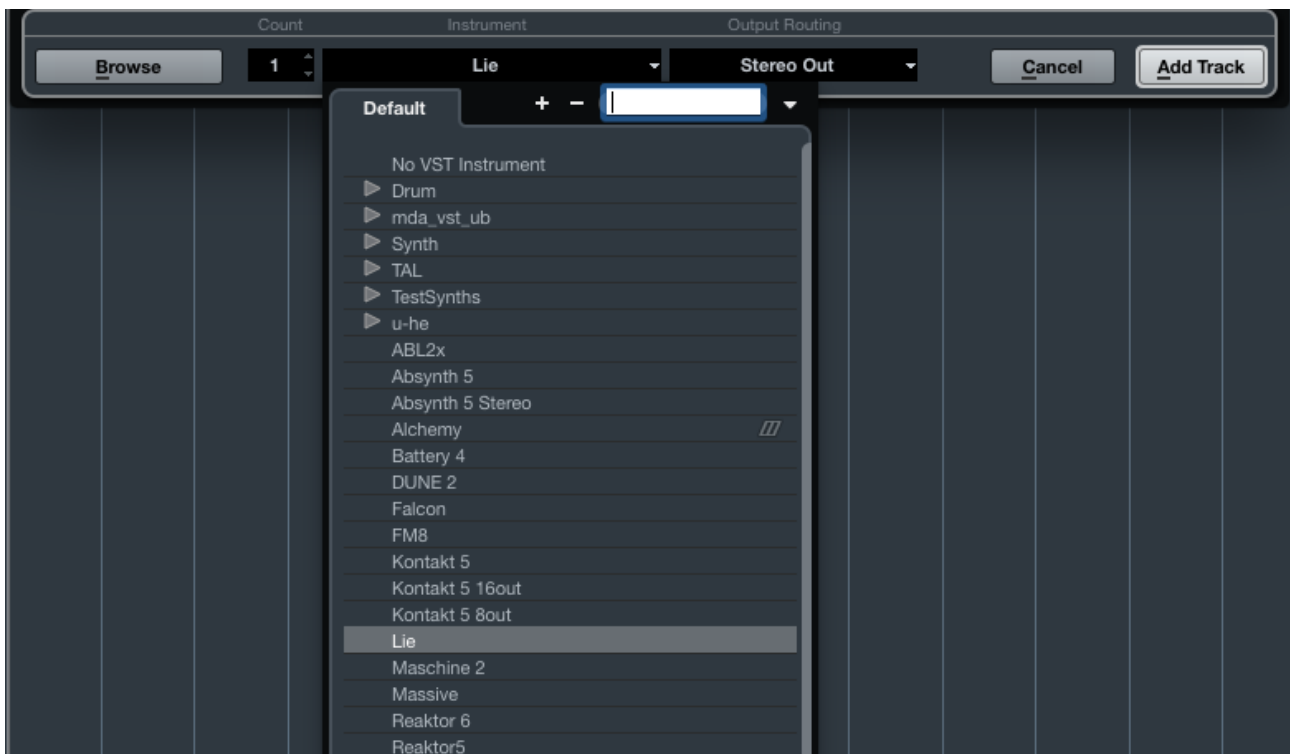 Count Instrument Output Routing
Browse 1 Lie Stereo Out Cancel Add Track
Default + −
No VST Instrument
Drum
mda_vst_ub
Synth
TAL
TestSynths
u-he
ABL2x
Absynth 5
Absynth 5 Stereo
Alchemy
Battery 4
DUNE 2
Falcon
FM8
Kontakt 5
Kontakt 5 16out
Kontakt 5 8out
Lie
Maschine 2
Massive
Reaktor 6
Reaktor5